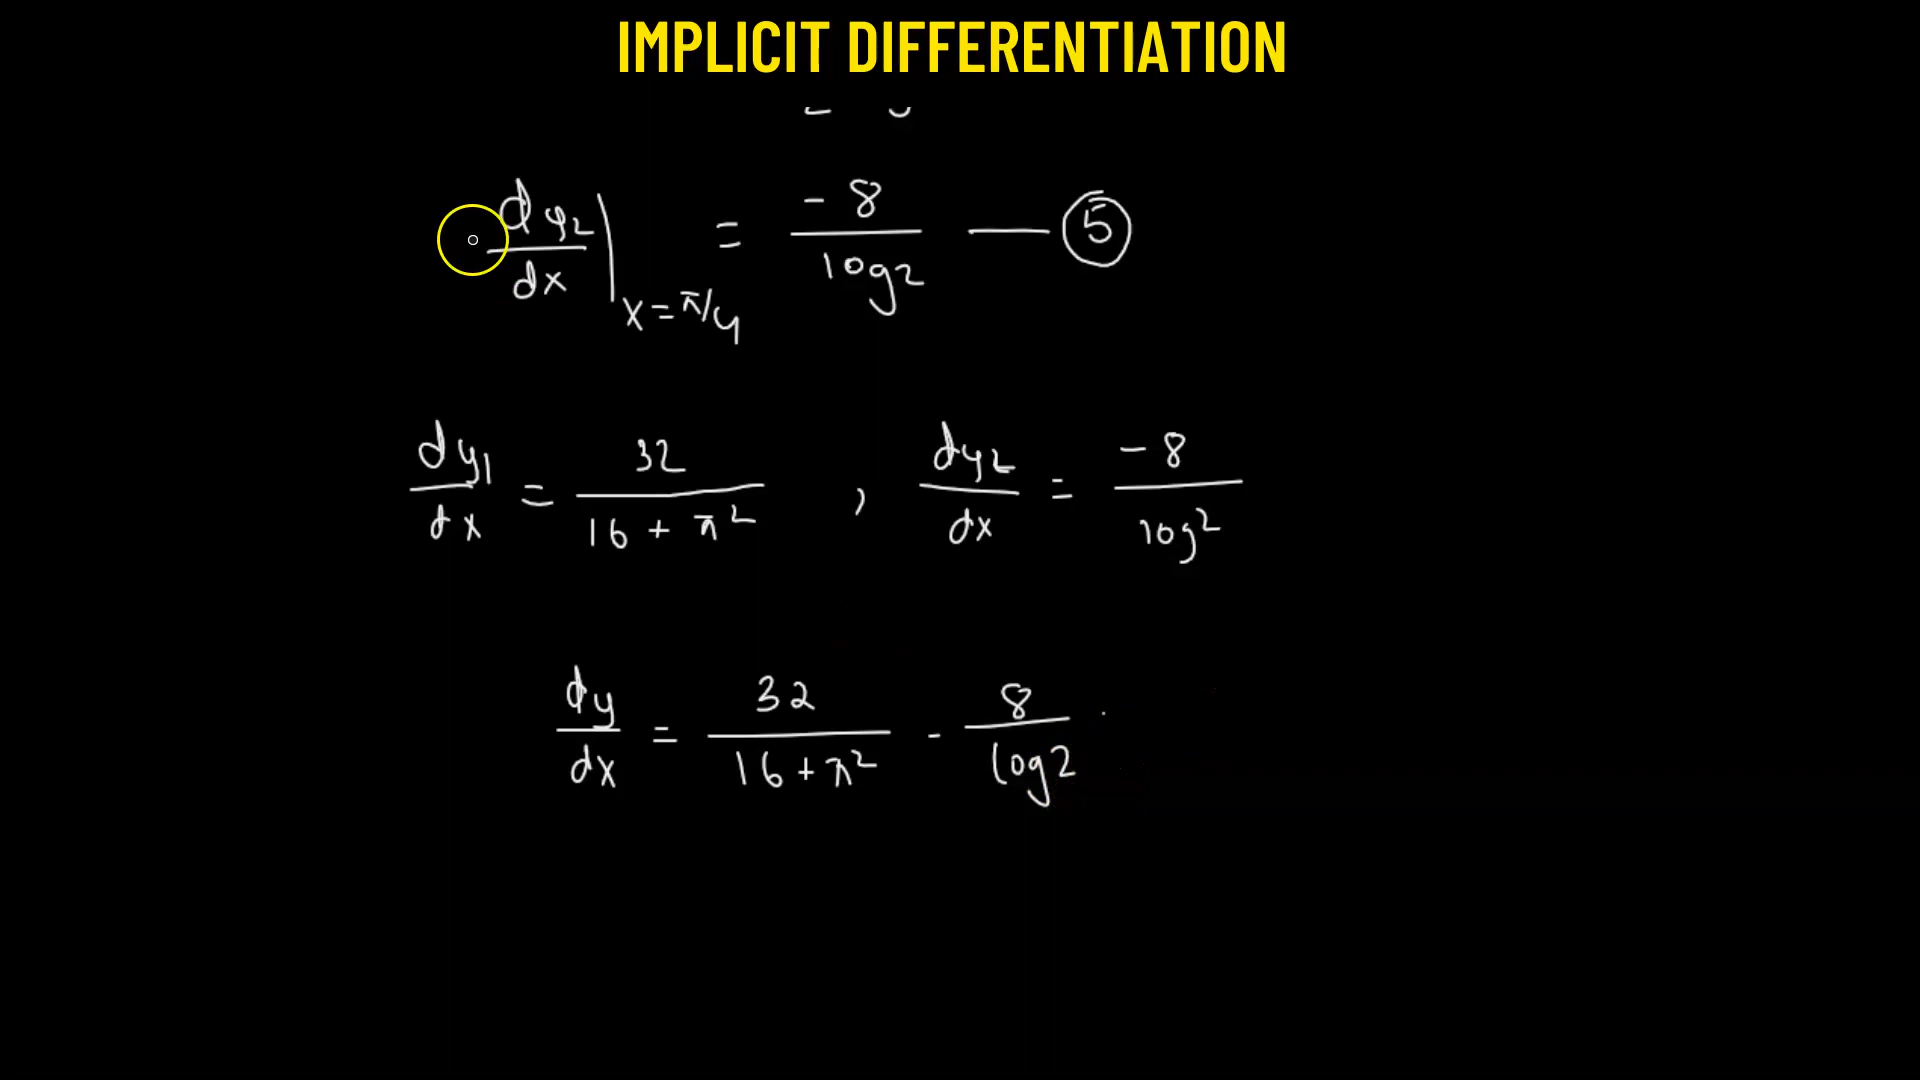 IMPLICIT DIFFERENTIATION
dy₂/dx |ₓ₌π/4 = -8/log2 — ⑤
dy₁/dx = 32/(16 + π²) , dy₂/dx = -8/log2
dy/dx = 32/(16+π²) - 8/log2 .